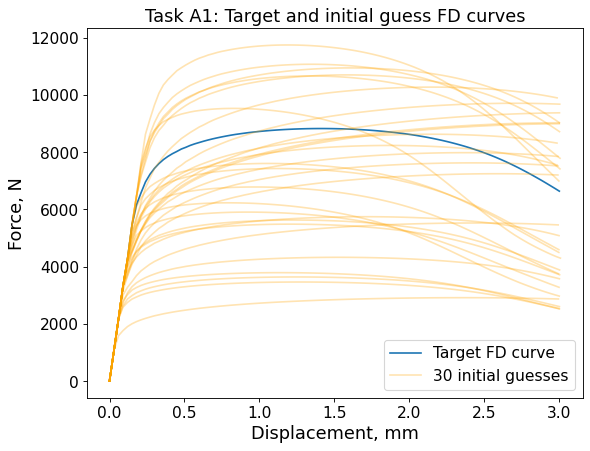 Task A1: Target and initial guess FD curves
Force, N
12000
10000
8000
6000
4000
2000
0
0.0 0.5 1.0 1.5 2.0 2.5 3.0
Displacement, mm
Target FD curve
30 initial guesses